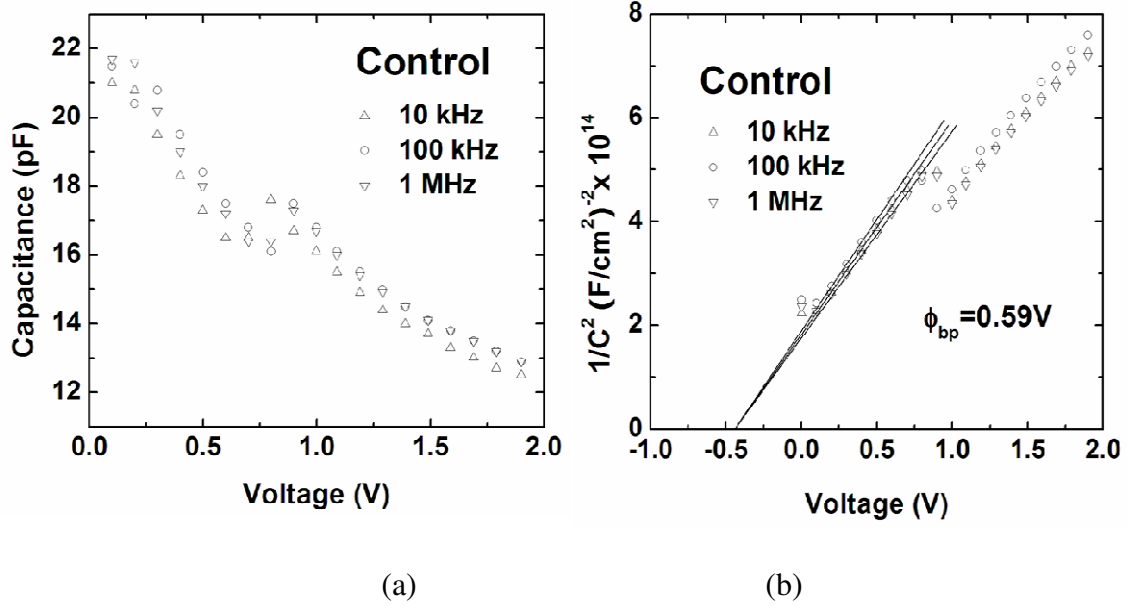 22
20
18
16
14
12
Capacitance (pF)
0.0 0.5 1.0 1.5 2.0
Voltage (V)
Control
10 kHz
100 kHz
1 MHz
(a)
8
6
4
2
0
1/C² (F/cm²)⁻² x 10¹⁴
-1.0 -0.5 0.0 0.5 1.0 1.5 2.0
Voltage (V)
Control
10 kHz
100 kHz
1 MHz
ϕbp=0.59V
(b)